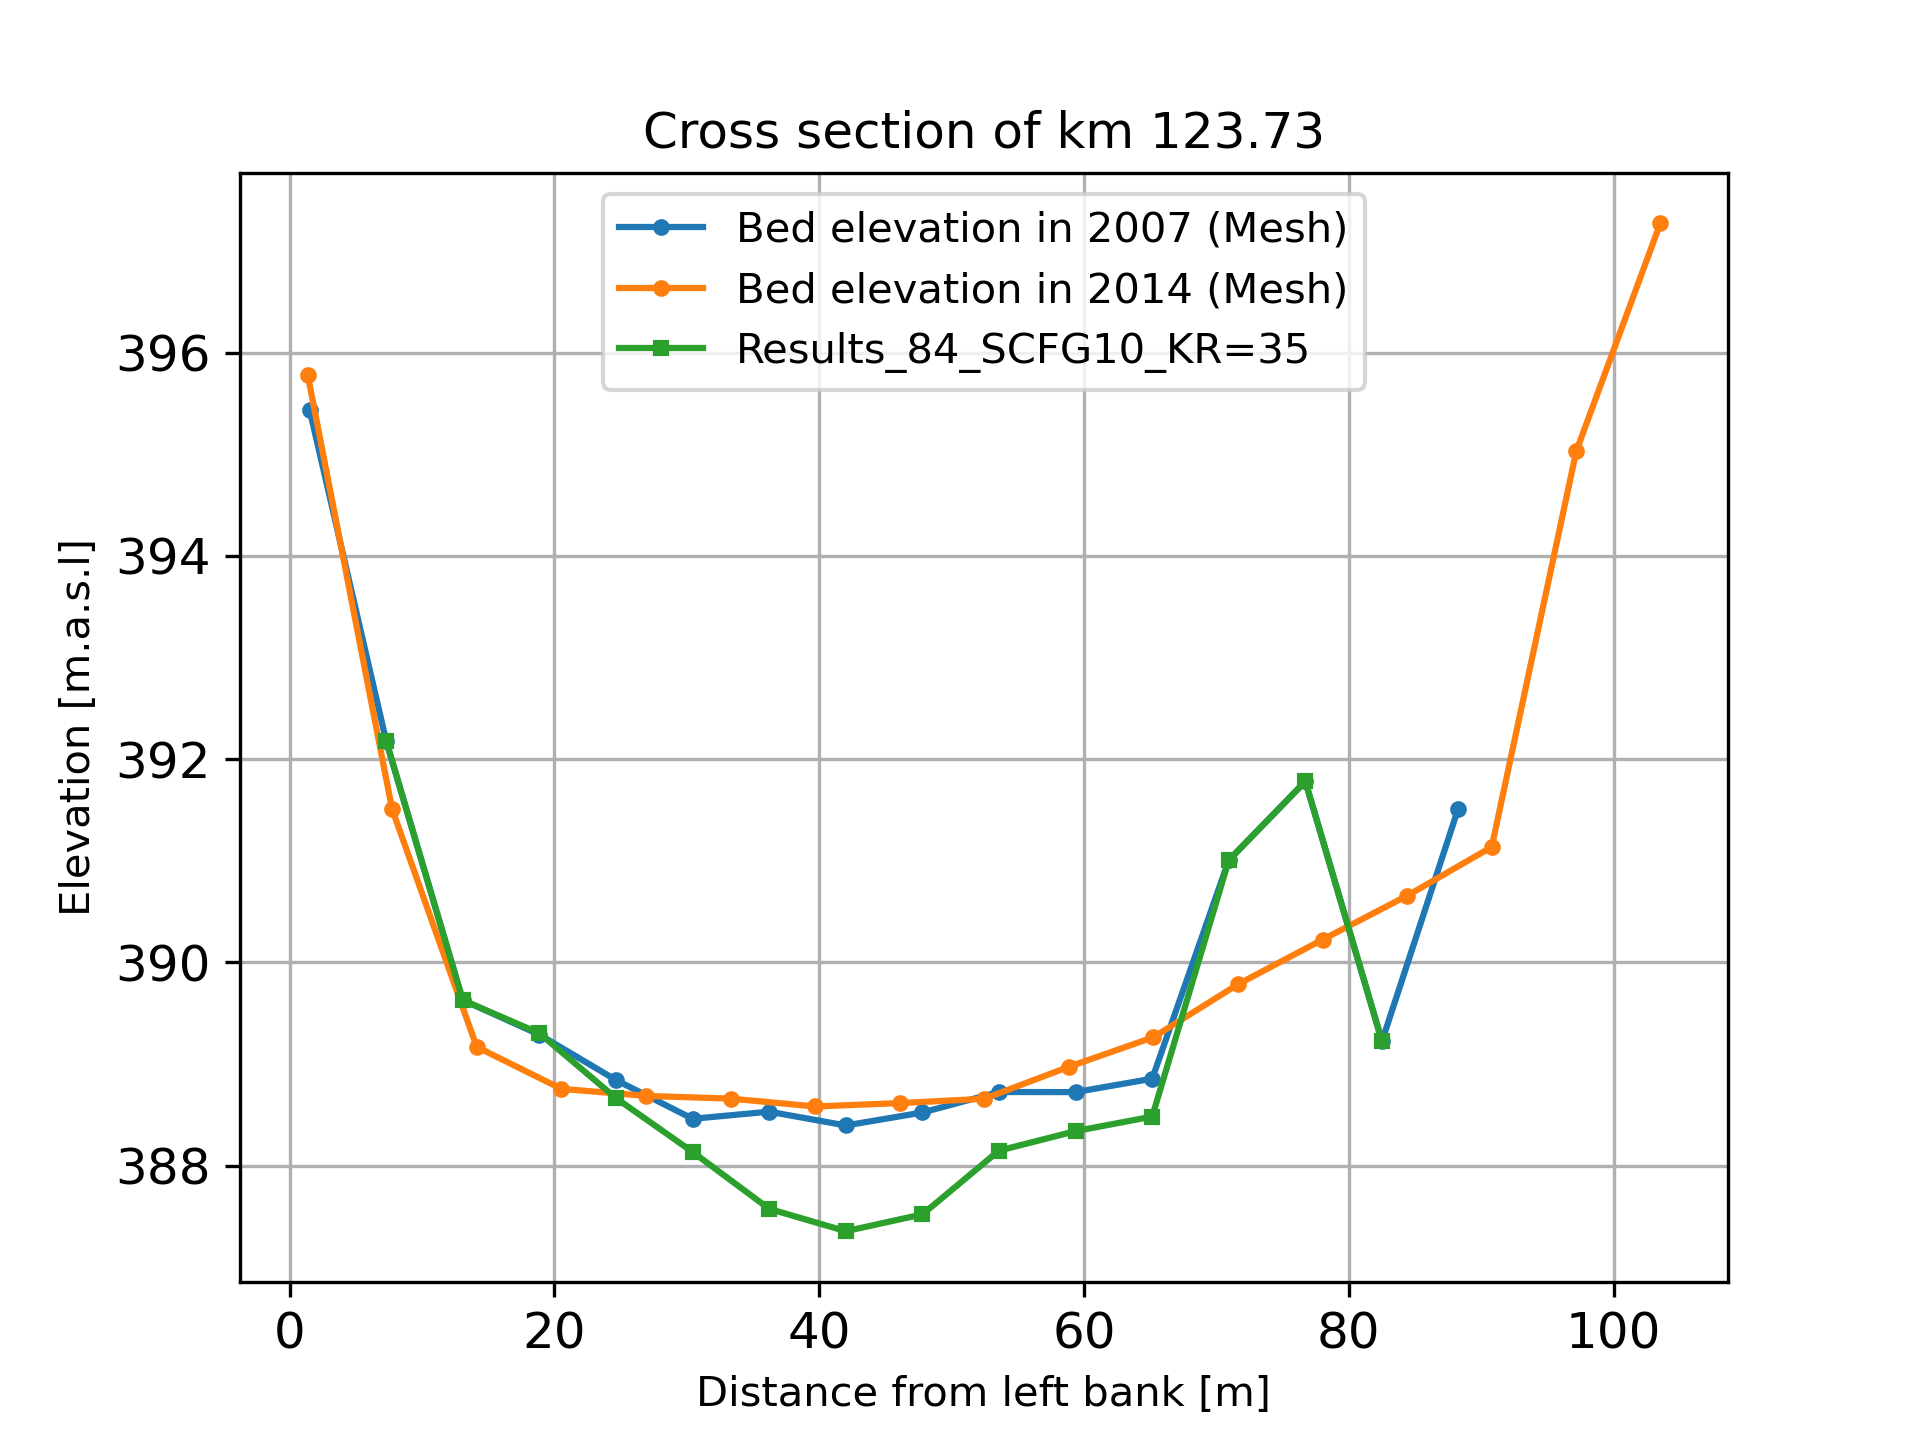 Cross section of km 123.73
Bed elevation in 2007 (Mesh)
Bed elevation in 2014 (Mesh)
Results_84_SCFG10_KR=35
Elevation [m.a.s.l]
396
394
392
390
388
0 20 40 60 80 100
Distance from left bank [m]